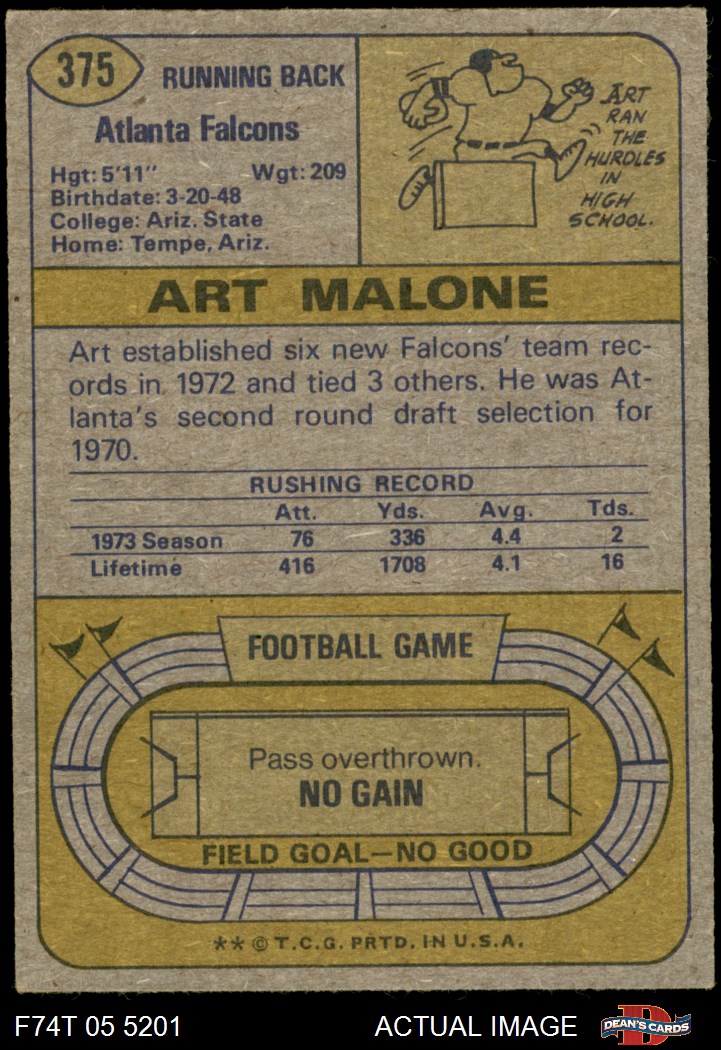 375
RUNNING BACK
Atlanta Falcons
Hgt: 5'11" Wgt: 209
Birthdate: 3-20-48
College: Ariz. State
Home: Tempe, Ariz.
ART
RAN
THE
HURDLES
IN
HIGH
SCHOOL.
ART MALONE
Art established six new Falcons' team rec-
ords in 1972 and tied 3 others. He was At-
lanta's second round draft selection for
1970.
RUSHING RECORD
Att. Yds. Avg. Tds.
1973 Season 76 336 4.4 2
Lifetime 416 1708 4.1 16
FOOTBALL GAME
Pass overthrown.
NO GAIN
FIELD GOAL—NO GOOD
** © T.C.G. PRTD. IN U.S.A.
F74T 05 5201 ACTUAL IMAGE D DEAN'S CARDS